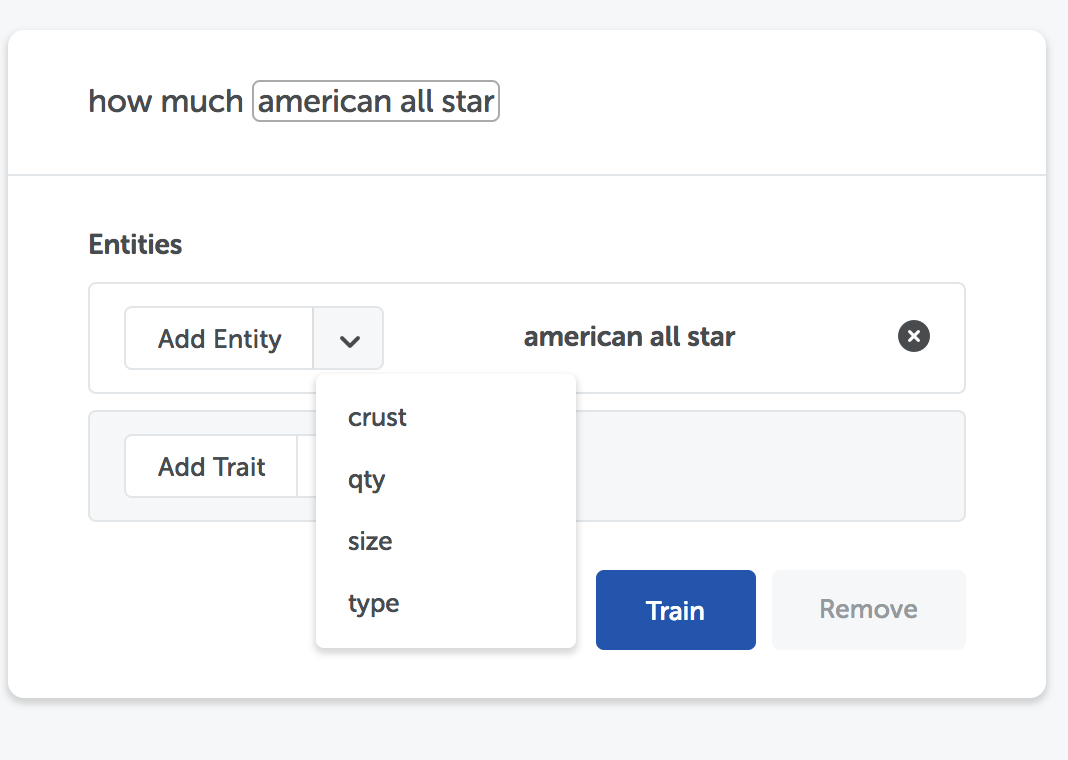 how much american all star
Entities
Add Entity american all star
crust
Add Trait
qty
size
type
Train Remove